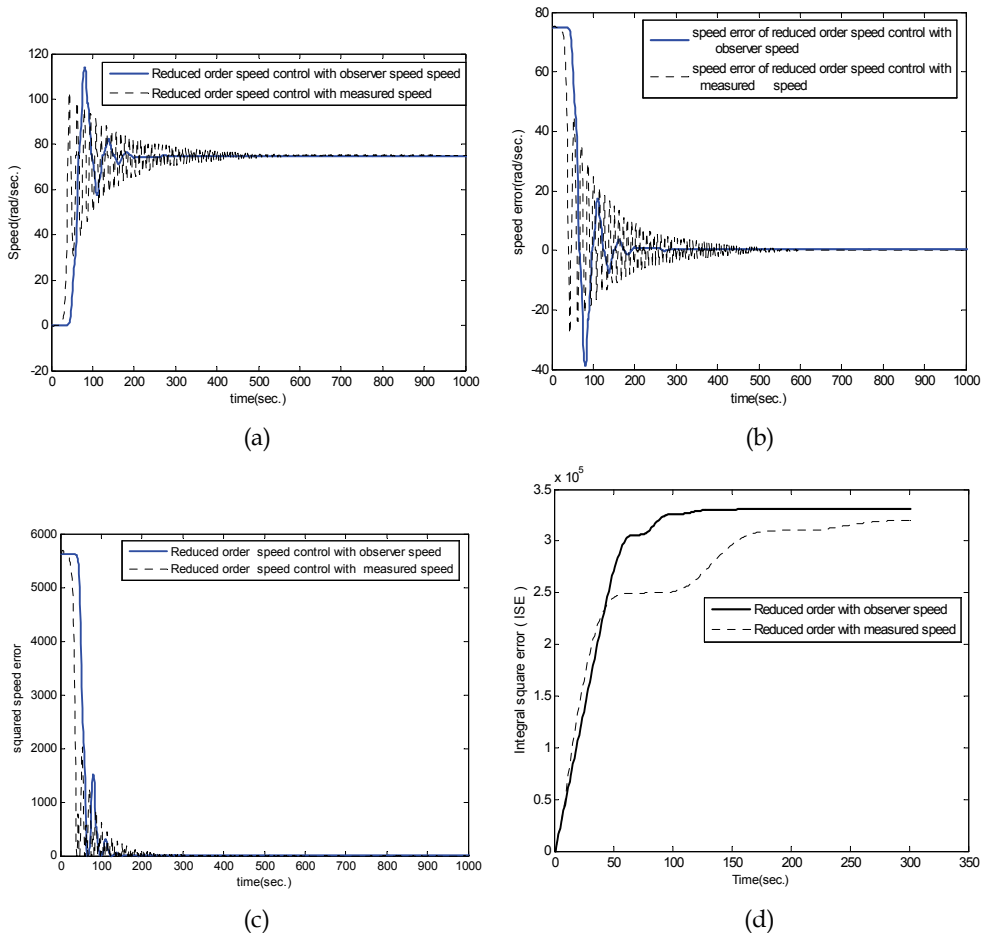 120
100
80
60
40
20
0
-20
Speed(rad/sec.)
Reduced order speed control with observer speed speed
Reduced order speed control with measured speed
0 100 200 300 400 500 600 700 800 900 1000
time(sec.)
(a)
80
60
40
20
0
-20
-40
speed error(rad/sec.)
speed error of reduced order speed control with
observer speed
speed error of reduced order speed control with
measured speed
0 100 200 300 400 500 600 700 800 900 1000
time(sec.)
(b)
6000
5000
4000
3000
2000
1000
0
squared speed error
Reduced order speed control with observer speed
Reduced order speed control with measured speed
0 100 200 300 400 500 600 700 800 900 1000
time(sec.)
(c)
x 10^5
3.5
3
2.5
2
1.5
1
0.5
0
Integral square error ( ISE )
Reduced order with observer speed
Reduced order with measured speed
0 50 100 150 200 250 300 350
Time(sec.)
(d)